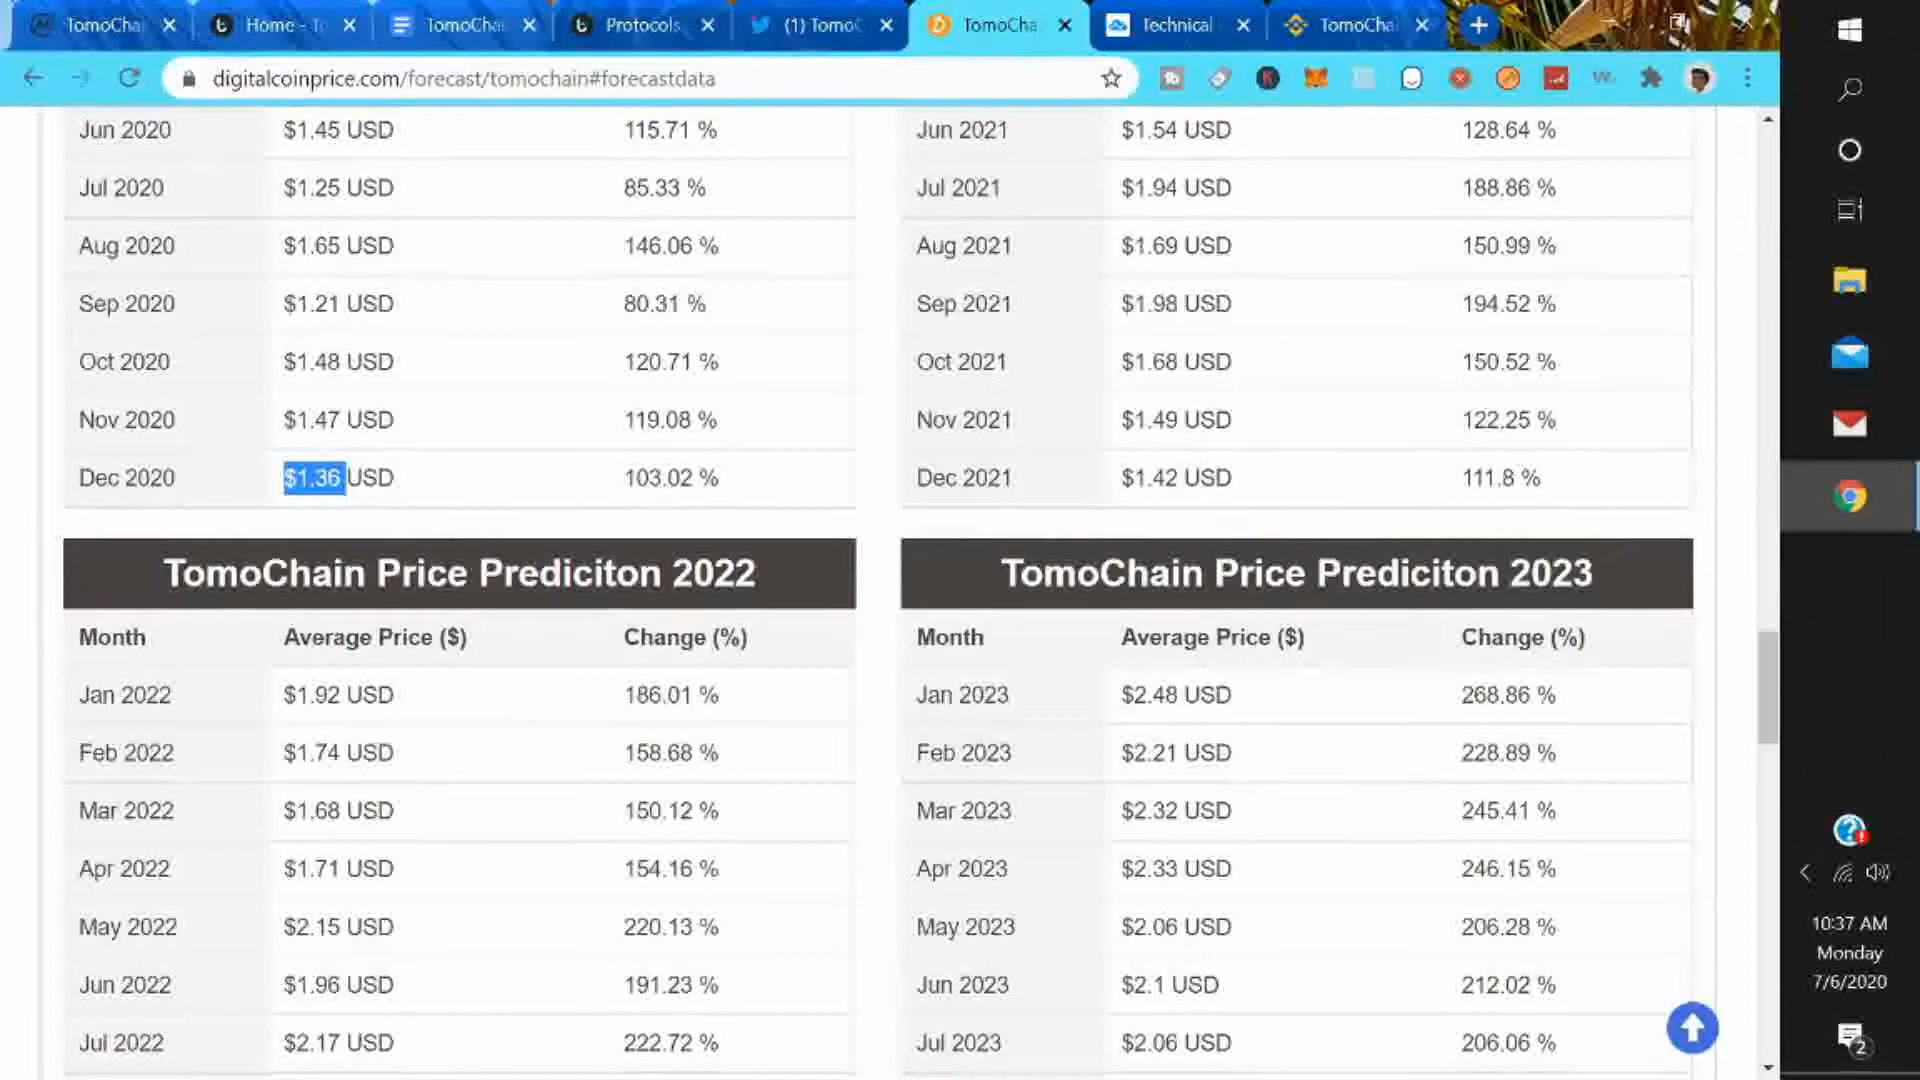 TomoChai
Home - To
TomoChai
Protocols
(1) TomoC
TomoCha
Technical
TomoChai
digitalcoinprice.com/forecast/tomochain#forecastdata
Jun 2020 $1.45 USD 115.71 % Jun 2021 $1.54 USD 128.64 %
Jul 2020 $1.25 USD 85.33 % Jul 2021 $1.94 USD 188.86 %
Aug 2020 $1.65 USD 146.06 % Aug 2021 $1.69 USD 150.99 %
Sep 2020 $1.21 USD 80.31 % Sep 2021 $1.98 USD 194.52 %
Oct 2020 $1.48 USD 120.71 % Oct 2021 $1.68 USD 150.52 %
Nov 2020 $1.47 USD 119.08 % Nov 2021 $1.49 USD 122.25 %
Dec 2020 $1.36 USD 103.02 % Dec 2021 $1.42 USD 111.8 %
TomoChain Price Prediciton 2022 TomoChain Price Prediciton 2023
Month Average Price ($) Change (%) Month Average Price ($) Change (%)
Jan 2022 $1.92 USD 186.01 % Jan 2023 $2.48 USD 268.86 %
Feb 2022 $1.74 USD 158.68 % Feb 2023 $2.21 USD 228.89 %
Mar 2022 $1.68 USD 150.12 % Mar 2023 $2.32 USD 245.41 %
Apr 2022 $1.71 USD 154.16 % Apr 2023 $2.33 USD 246.15 %
May 2022 $2.15 USD 220.13 % May 2023 $2.06 USD 206.28 %
Jun 2022 $1.96 USD 191.23 % Jun 2023 $2.1 USD 212.02 %
Jul 2022 $2.17 USD 222.72 % Jul 2023 $2.06 USD 206.06 %
10:37 AM
Monday
7/6/2020
2